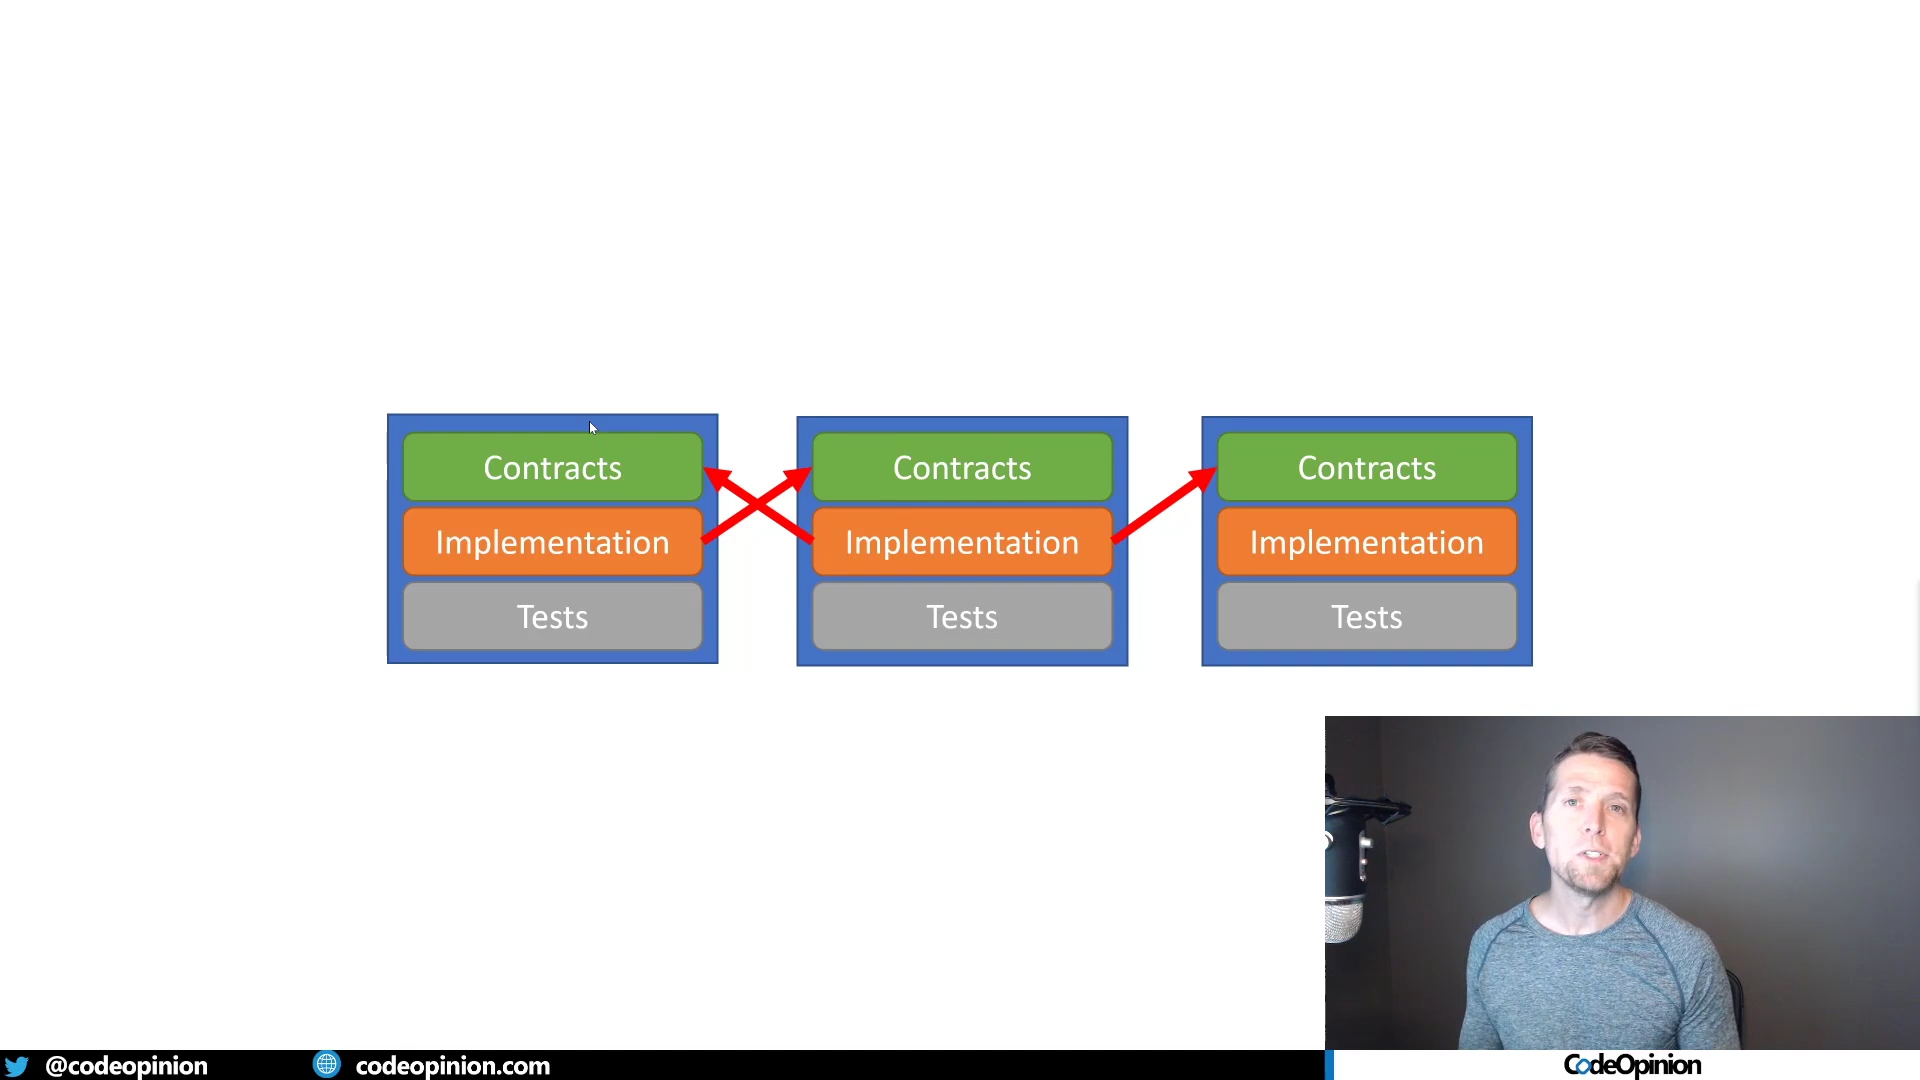 Contracts
Implementation
Tests
Contracts
Implementation
Tests
Contracts
Implementation
Tests
@codeopinion
codeopinion.com
CodeOpinion